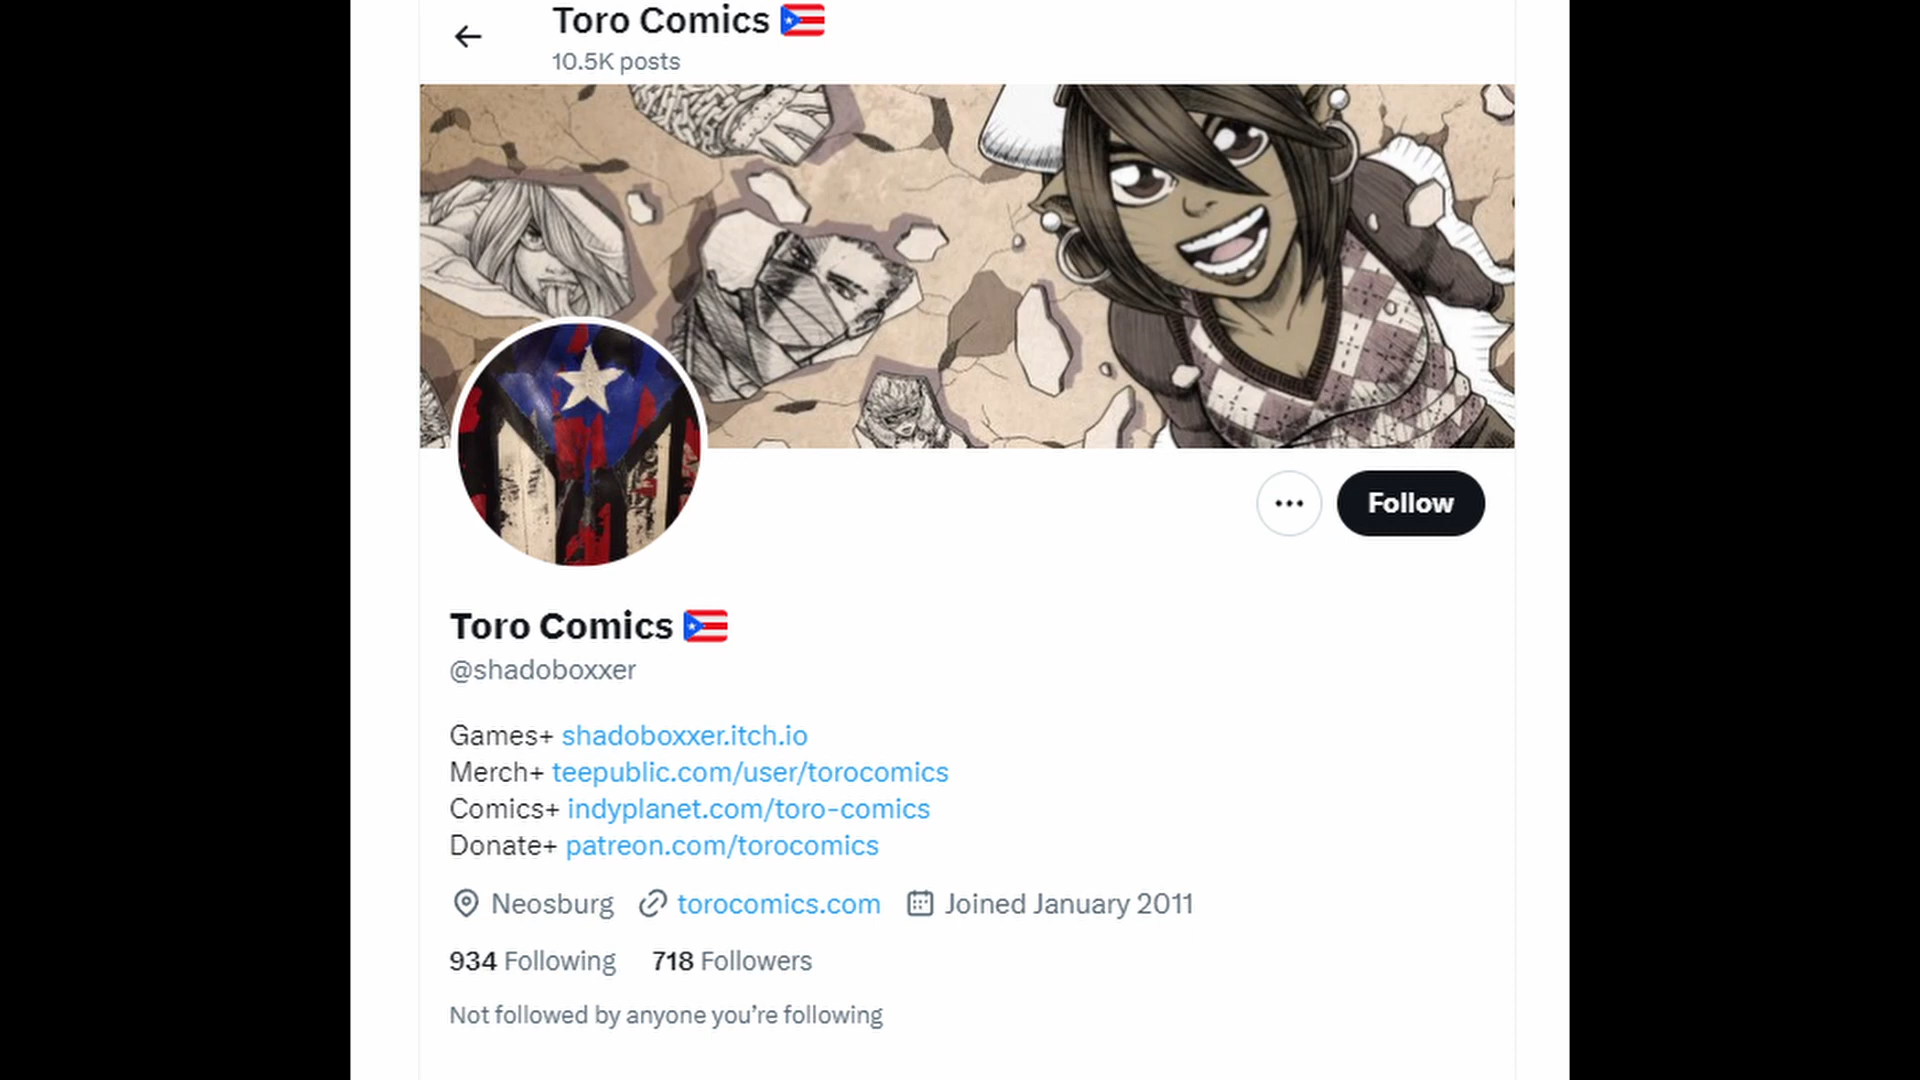 Toro Comics 🇵🇷
10.5K posts
Follow
Toro Comics 🇵🇷
@shadoboxxer
Games+ shadoboxxer.itch.io
Merch+ teepublic.com/user/torocomics
Comics+ indyplanet.com/toro-comics
Donate+ patreon.com/torocomics
Neosburg torocomics.com Joined January 2011
934 Following 718 Followers
Not followed by anyone you’re following